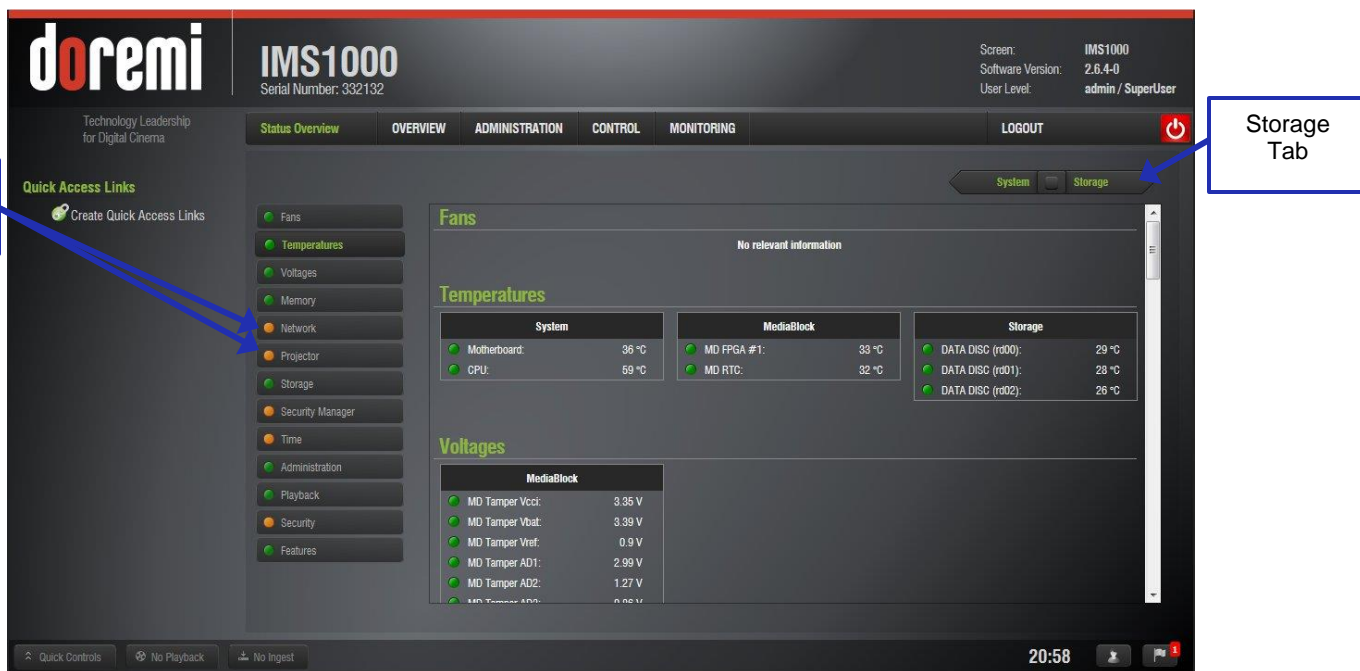 doremi
Technology Leadership
for Digital Cinema
IMS1000
Serial Number: 332132
Screen: IMS1000
Software Version: 2.6.4-0
User Level: admin / SuperUser
Status Overview OVERVIEW ADMINISTRATION CONTROL MONITORING LOGOUT
Storage
Tab
System Storage
Quick Access Links
Create Quick Access Links
Fans
Temperatures
Voltages
Memory
Network
Projector
Storage
Security Manager
Time
Administration
Playback
Security
Features
Fans
No relevant information
Temperatures
System
Motherboard: 36 °C
CPU: 59 °C
MediaBlock
MD FPGA #1: 33 °C
MD RTC: 32 °C
Storage
DATA DISC (rd00): 29 °C
DATA DISC (rd01): 28 °C
DATA DISC (rd02): 26 °C
Voltages
MediaBlock
MD Tamper Vcci: 3.35 V
MD Tamper Vbat: 3.39 V
MD Tamper Vref: 0.9 V
MD Tamper AD1: 2.99 V
MD Tamper AD2: 1.27 V
Quick Controls No Playback No Ingest
20:58
1